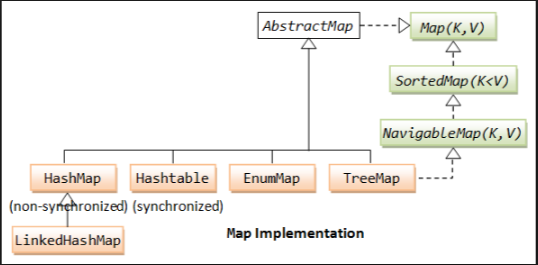 AbstractMap
Map(K,V)
SortedMap(K<V)
NavigableMap(K,V)
HashMap
Hashtable
EnumMap
TreeMap
(non-synchronized)
(synchronized)
LinkedHashMap
Map Implementation